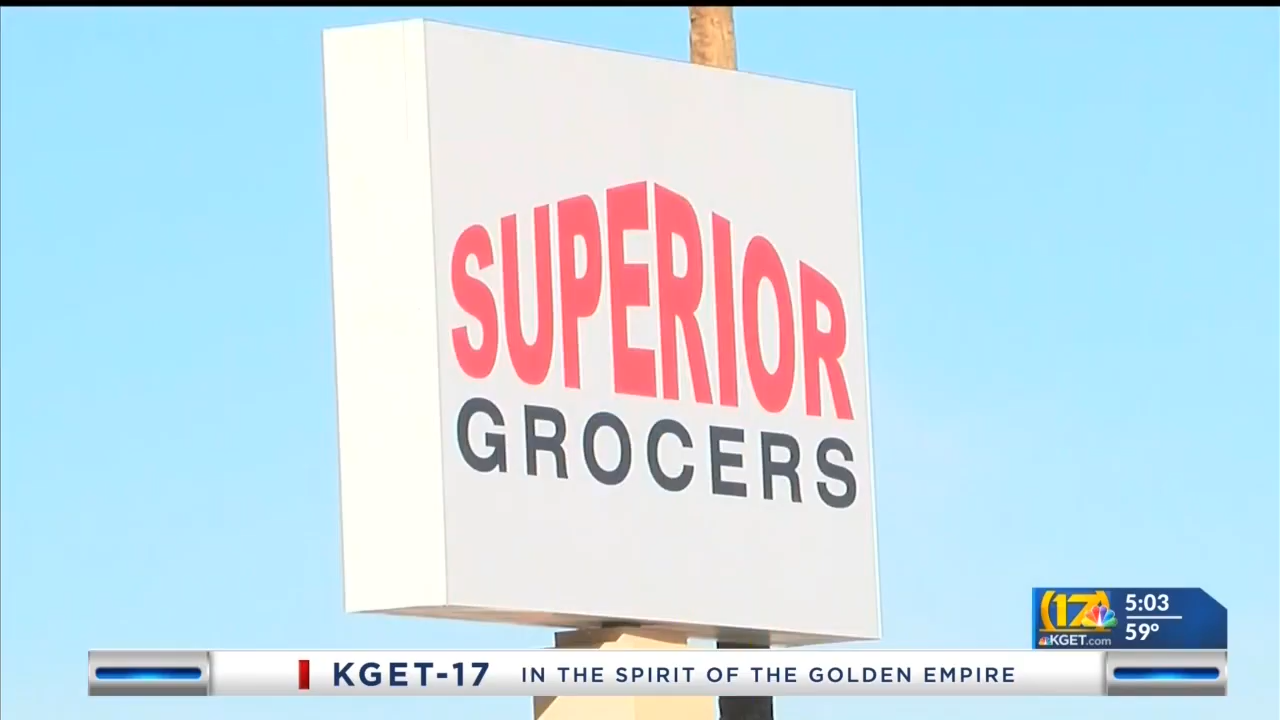 SUPERIOR
GROCERS
17
KGET.com
5:03
59°
KGET-17 IN THE SPIRIT OF THE GOLDEN EMPIRE